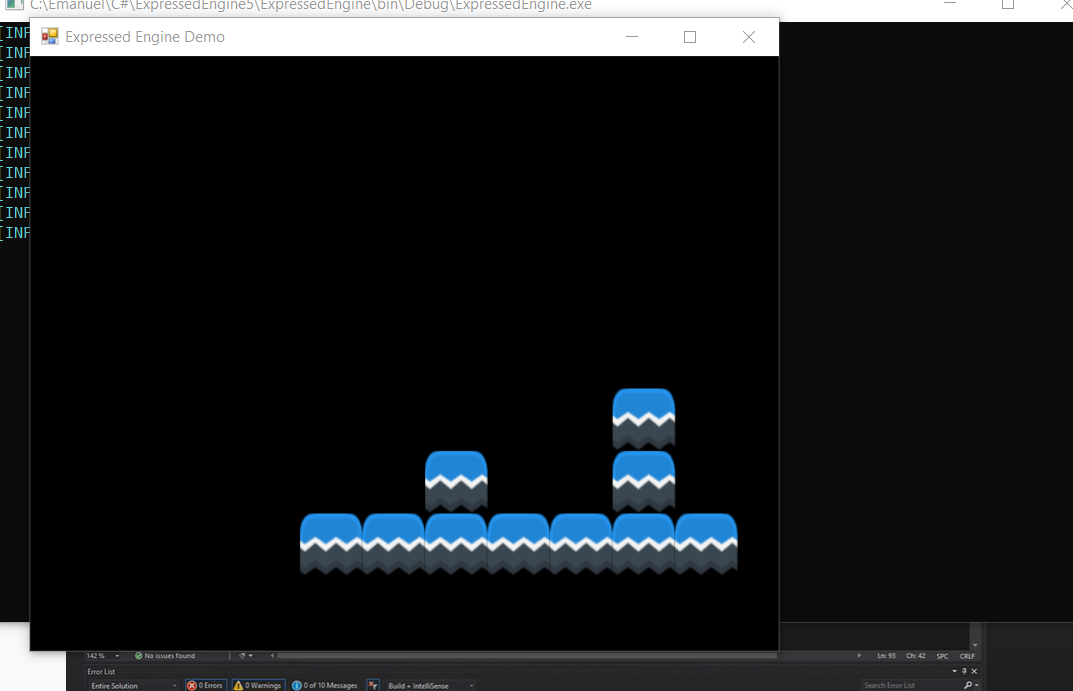 C:\Emanuel\C#\ExpressedEngine5\ExpressedEngine\bin\Debug\ExpressedEngine.exe
Expressed Engine Demo
[INF
[INF
[INF
[INF
[INF
[INF
[INF
[INF
[INF
[INF
[INF
142 % No issues found Ln: 93 Ch: 42 SPC CRLF
Error List
Entire Solution 0 Errors 0 Warnings 0 of 10 Messages Build + IntelliSense Search Error List